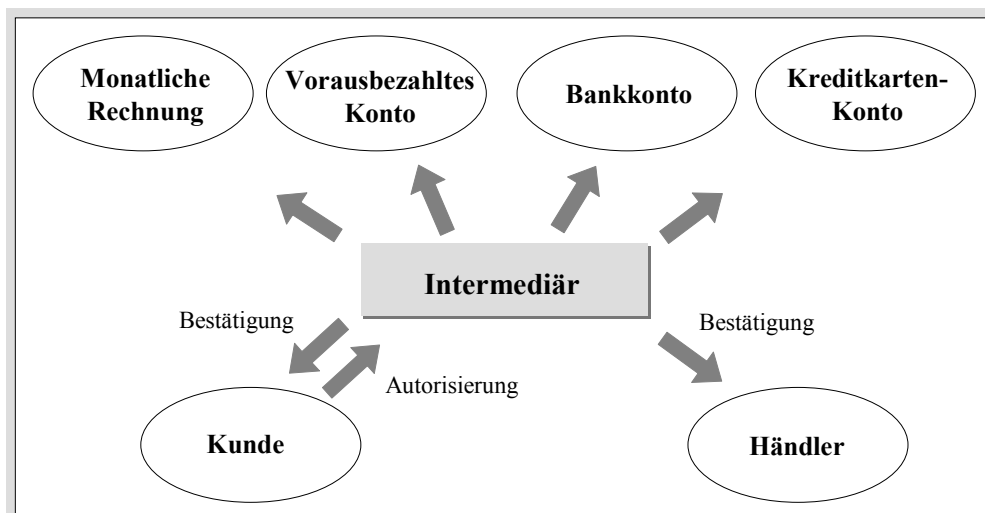 Monatliche
Rechnung
Vorausbezahltes
Konto
Bankkonto
Kreditkarten-
Konto
Intermediär
Bestätigung
Bestätigung
Autorisierung
Kunde
Händler